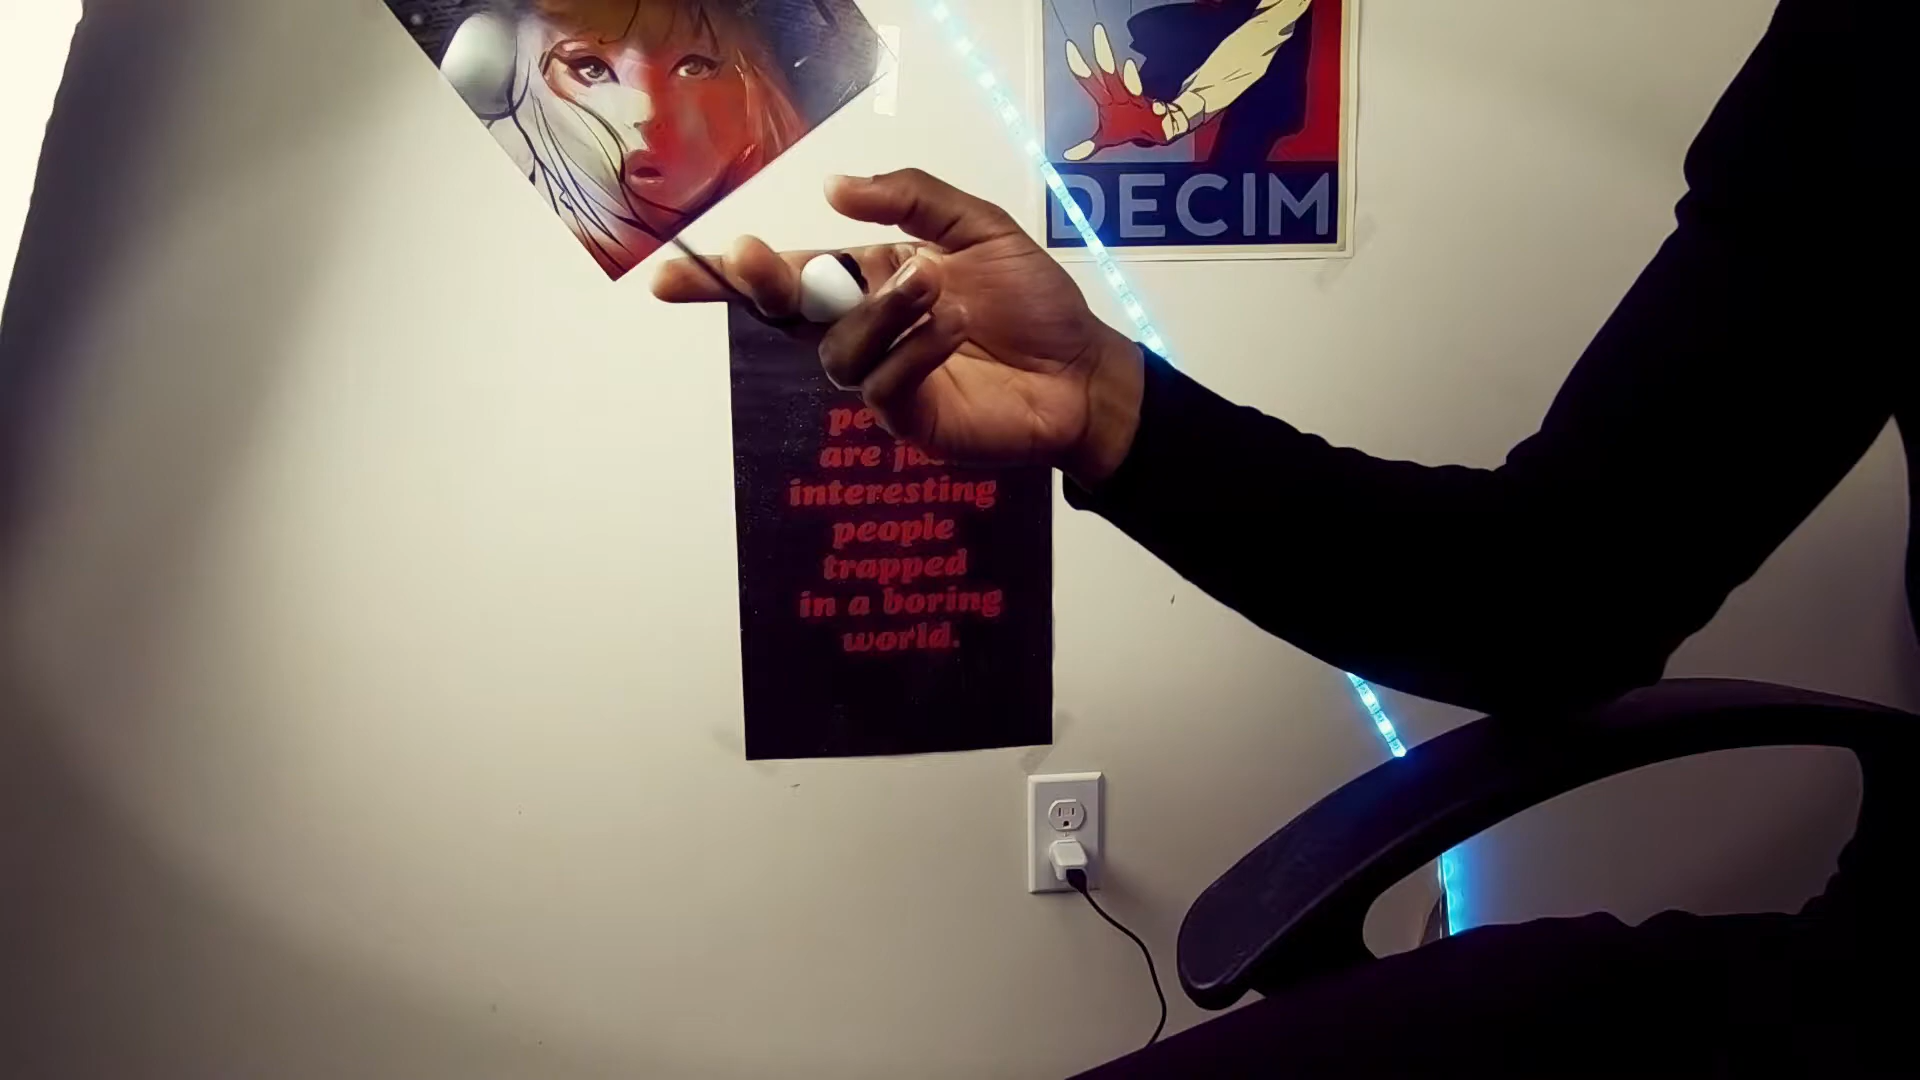 DECIM
are
interesting
people
trapped
in a boring
world.